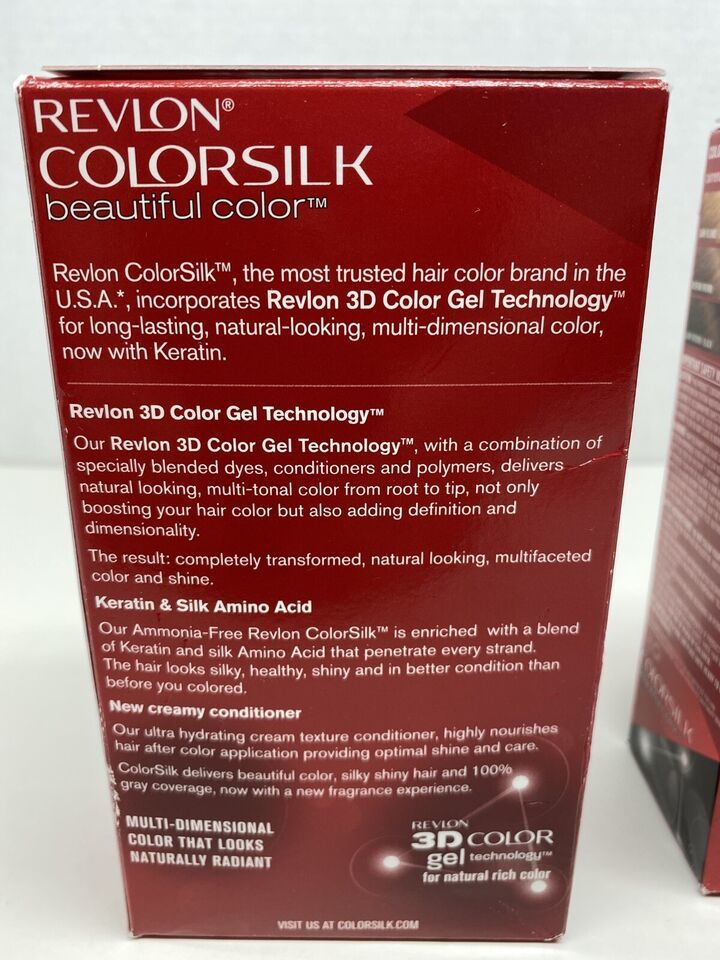 REVLON®
COLORSILK
beautiful color™
Revlon ColorSilk™, the most trusted hair color brand in the
U.S.A.*, incorporates Revlon 3D Color Gel Technology™
for long-lasting, natural-looking, multi-dimensional color,
now with Keratin.
Revlon 3D Color Gel Technology™
Our Revlon 3D Color Gel Technology™, with a combination of
specially blended dyes, conditioners and polymers, delivers
natural looking, multi-tonal color from root to tip, not only
boosting your hair color but also adding definition and
dimensionality.
The result: completely transformed, natural looking, multifaceted
color and shine.
Keratin & Silk Amino Acid
Our Ammonia-Free Revlon ColorSilk™ is enriched with a blend
of Keratin and silk Amino Acid that penetrate every strand.
The hair looks silky, healthy, shiny and in better condition than
before you colored.
New creamy conditioner
Our ultra hydrating cream texture conditioner, highly nourishes
hair after color application providing optimal shine and care.
ColorSilk delivers beautiful color, silky shiny hair and 100%
gray coverage, now with a new fragrance experience.
MULTI-DIMENSIONAL
COLOR THAT LOOKS
NATURALLY RADIANT
REVLON
3D COLOR
gel technology™
for natural rich color
VISIT US AT COLORSILK.COM
COLORSILK